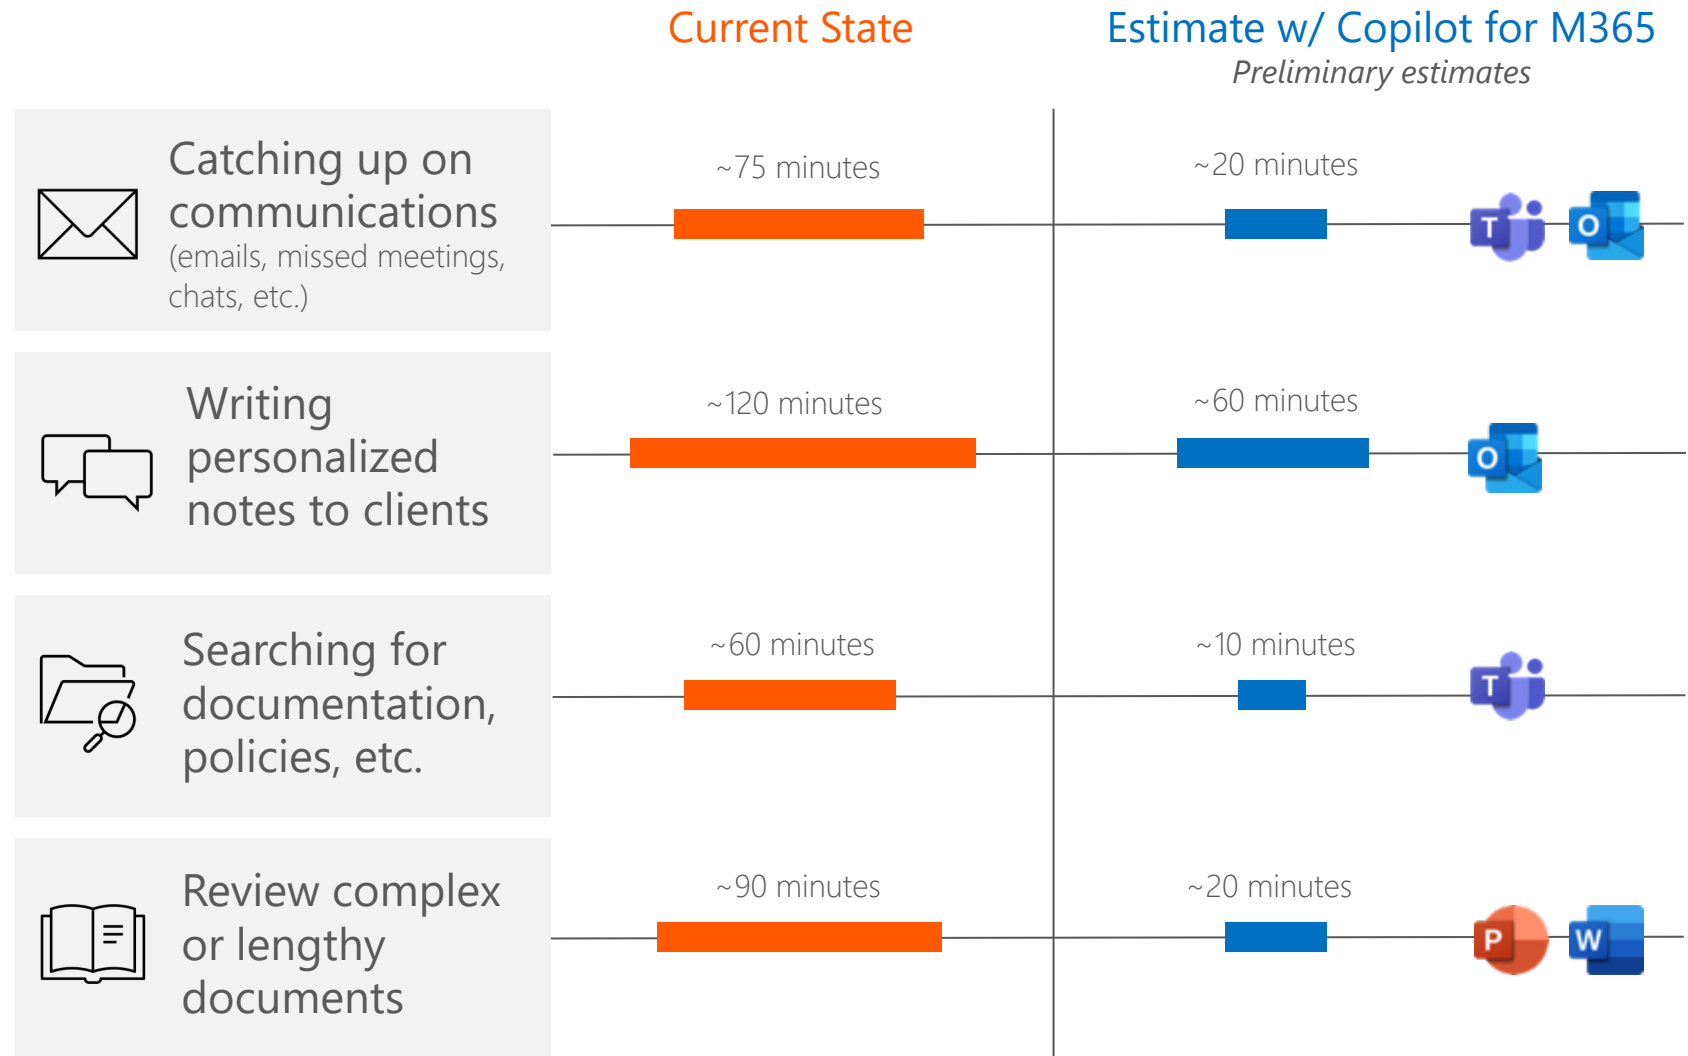 Current State
Estimate w/ Copilot for M365
Preliminary estimates
Catching up on
communications
(emails, missed meetings,
chats, etc.)
~75 minutes
~20 minutes
T
O
Writing
personalized
notes to clients
~120 minutes
~60 minutes
O
Searching for
documentation,
policies, etc.
~60 minutes
~10 minutes
T
Review complex
or lengthy
documents
~90 minutes
~20 minutes
P
W